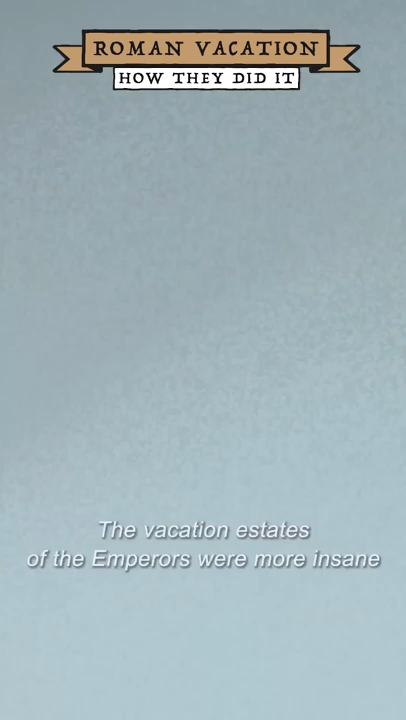 ROMAN VACATION
HOW THEY DID IT
The vacation estates
of the Emperors were more insane